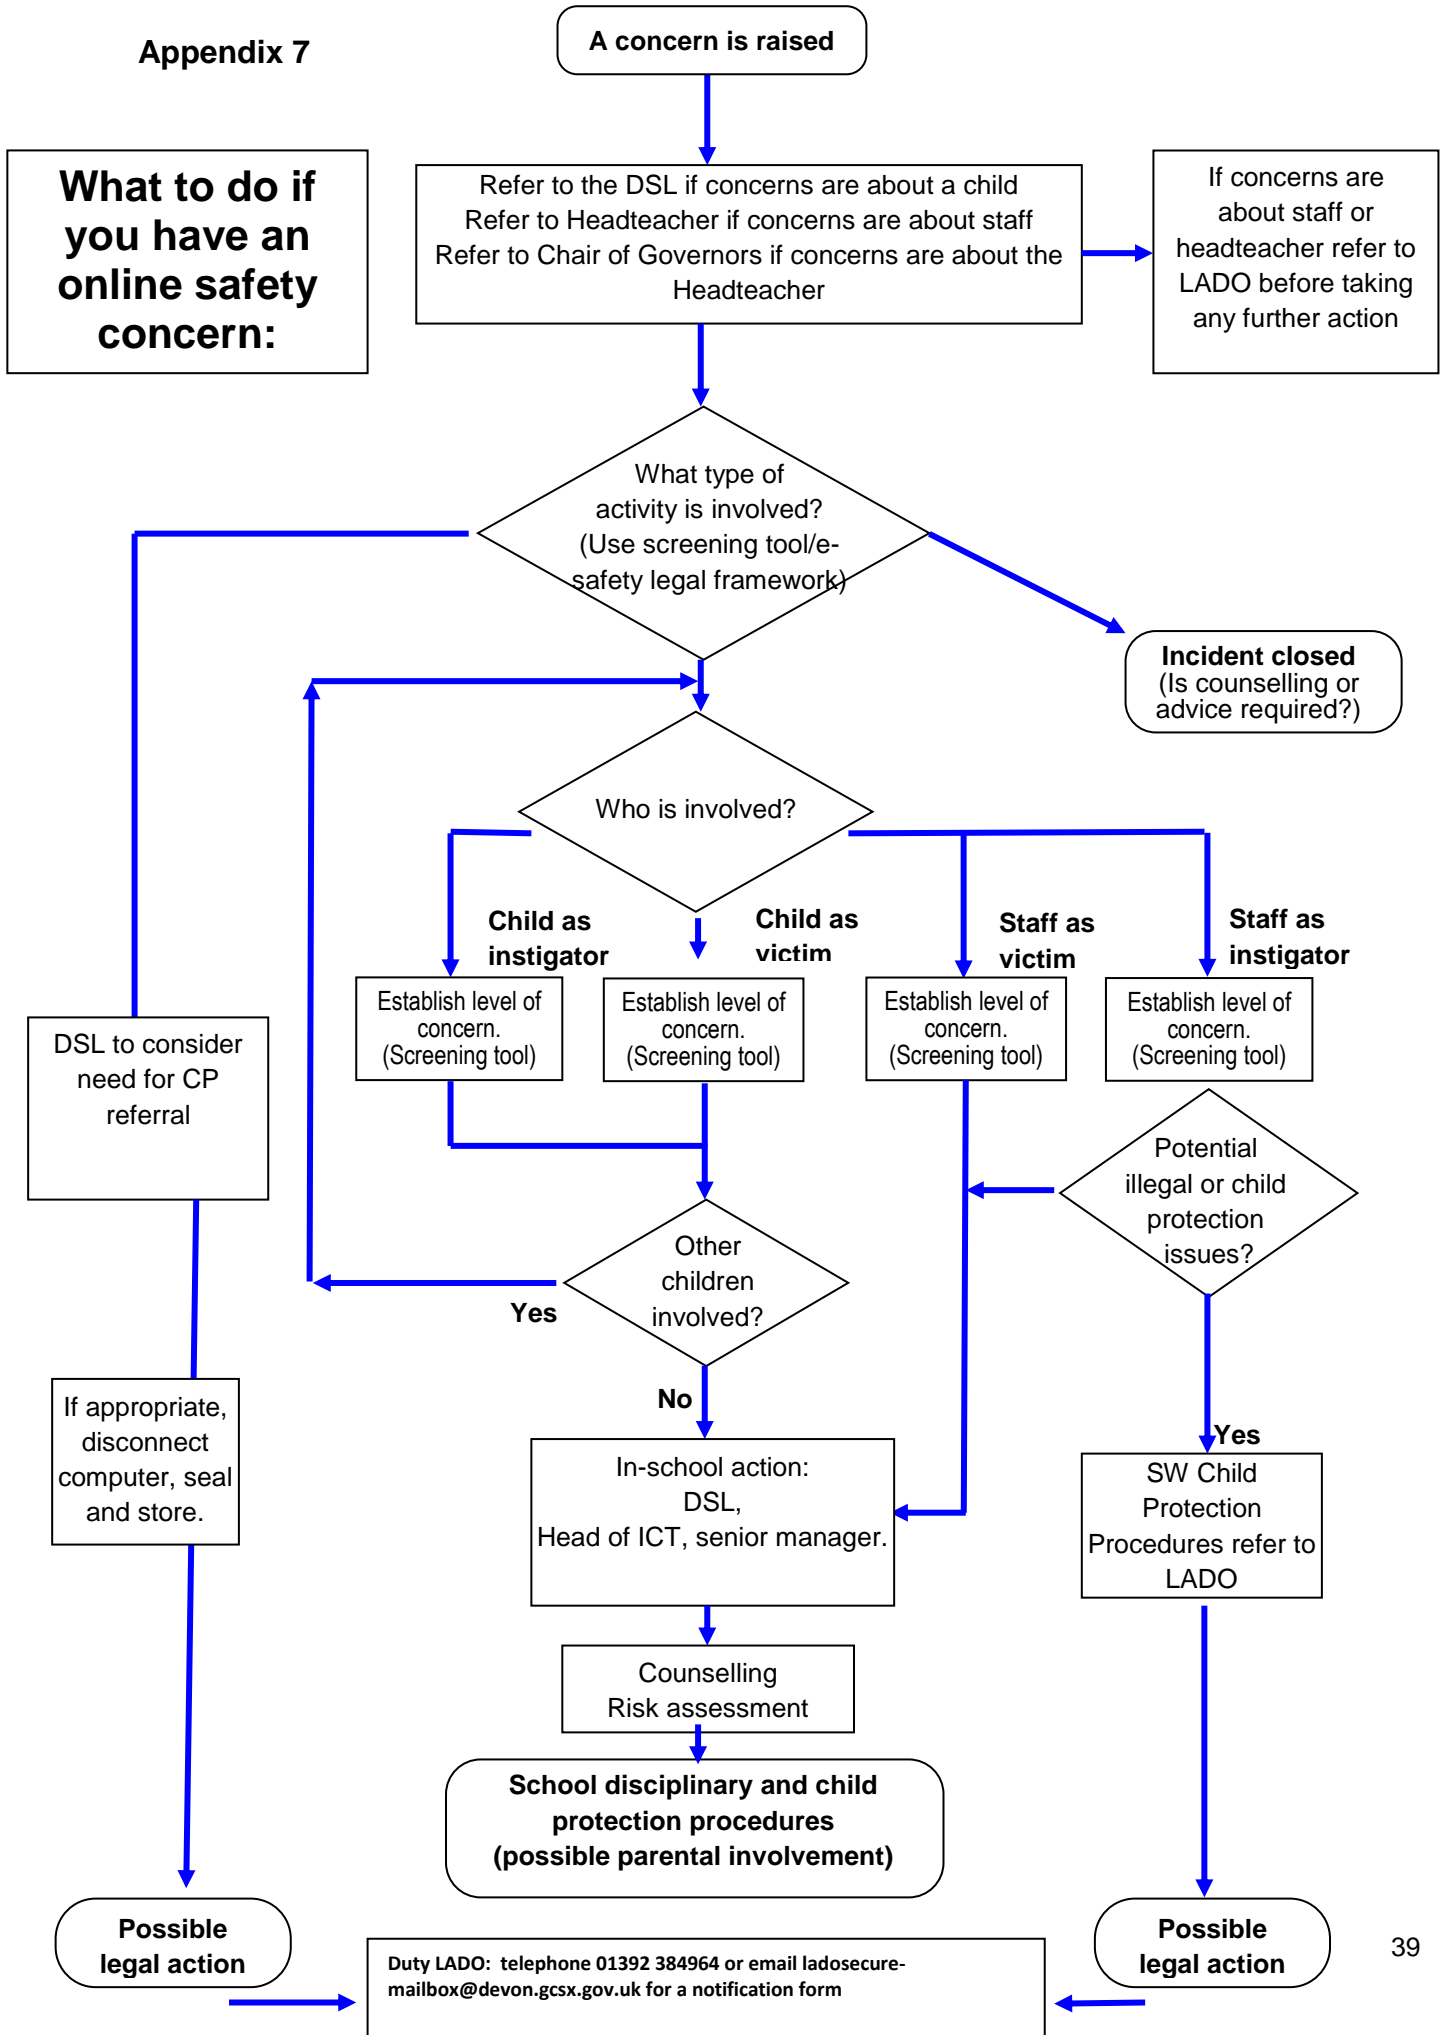 Appendix 7
A concern is raised
What to do if
you have an
online safety
concern:
Refer to the DSL if concerns are about a child
Refer to Headteacher if concerns are about staff
Refer to Chair of Governors if concerns are about the
Headteacher
If concerns are
about staff or
headteacher refer to
LADO before taking
any further action
What type of
activity is involved?
(Use screening tool/e-
safety legal framework)
Incident closed
(Is counselling or
advice required?)
Who is involved?
Child as
instigator
Child as
victim
Staff as
victim
Staff as
instigator
Establish level of
concern.
(Screening tool)
Establish level of
concern.
(Screening tool)
Establish level of
concern.
(Screening tool)
Establish level of
concern.
(Screening tool)
DSL to consider
need for CP
referral
Potential
illegal or child
protection
issues?
Other
children
involved?
Yes
No
If appropriate,
disconnect
computer, seal
and store.
In-school action:
DSL,
Head of ICT, senior manager.
Yes
SW Child
Protection
Procedures refer to
LADO
Counselling
Risk assessment
School disciplinary and child
protection procedures
(possible parental involvement)
Possible
legal action
Possible
legal action
Duty LADO:  telephone 01392 384964 or email ladosecure-
mailbox@devon.gcsx.gov.uk for a notification form
39